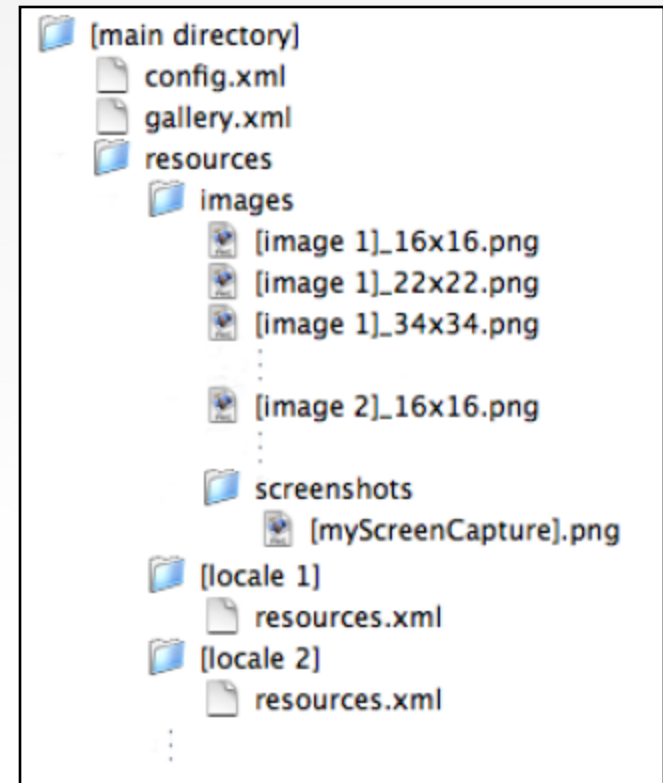 [main directory]
config.xml
gallery.xml
resources
images
[image 1]_16x16.png
[image 1]_22x22.png
[image 1]_34x34.png
[image 2]_16x16.png
screenshots
[myScreenCapture].png
[locale 1]
resources.xml
[locale 2]
resources.xml